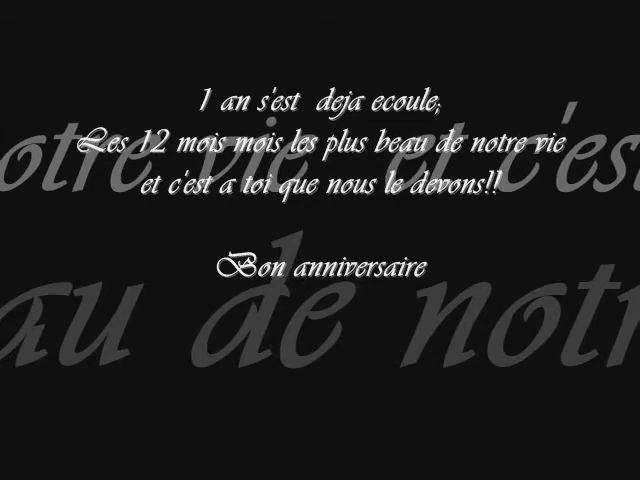 1 an s'est deja ecoule;
Les 12 mois mois les plus beau de notre vie
et c'est a toi que nous le devons!!
Bon anniversaire
otre vie et c'es
au de notr